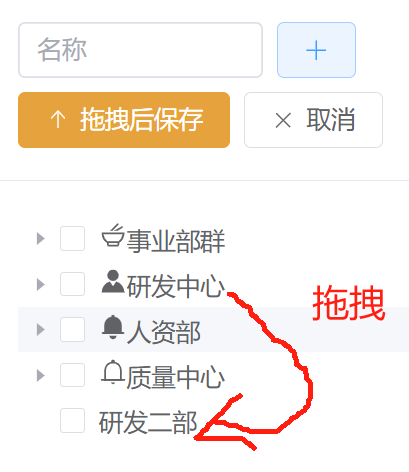 名称
拖拽后保存 取消
事业部群
研发中心
拖拽
人资部
质量中心
研发二部